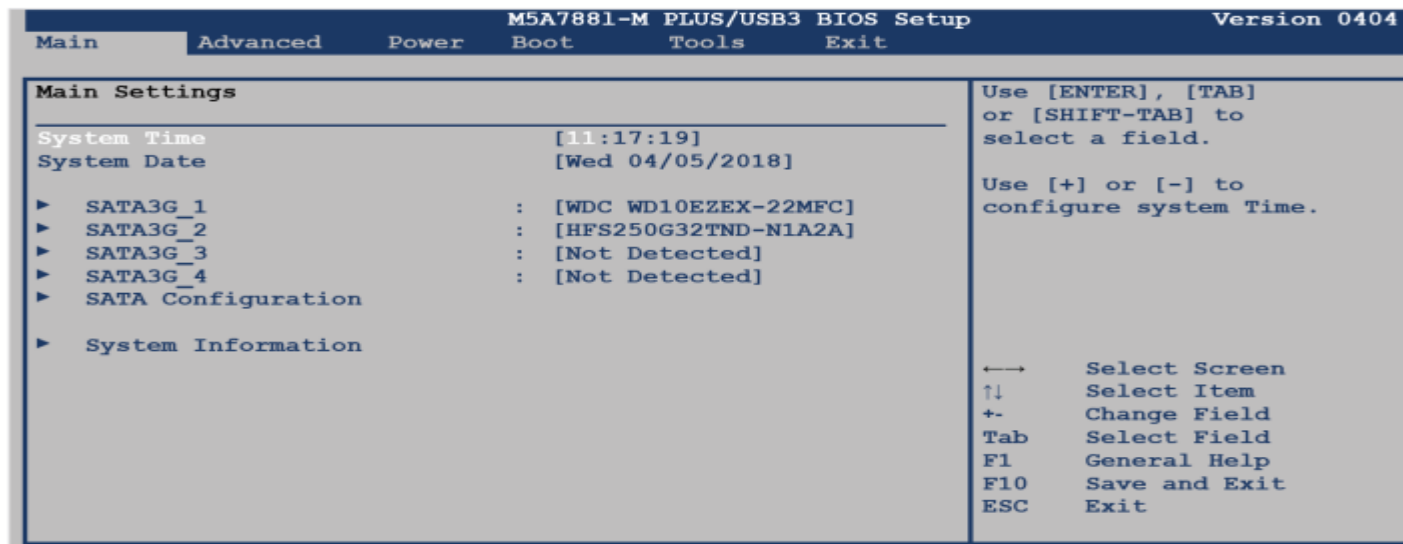 M5A7881-M PLUS/USB3 BIOS Setup Version 0404
Main Advanced Power Boot Tools Exit
Main Settings
System Time [11:17:19]
System Date [Wed 04/05/2018]
► SATA3G_1 : [WDC WD10EZEX-22MFC]
► SATA3G_2 : [HFS250G32TND-N1A2A]
► SATA3G_3 : [Not Detected]
► SATA3G_4 : [Not Detected]
► SATA Configuration
► System Information
Use [ENTER], [TAB]
or [SHIFT-TAB] to
select a field.
Use [+] or [-] to
configure system Time.
←→ Select Screen
↑↓ Select Item
+- Change Field
Tab Select Field
F1 General Help
F10 Save and Exit
ESC Exit